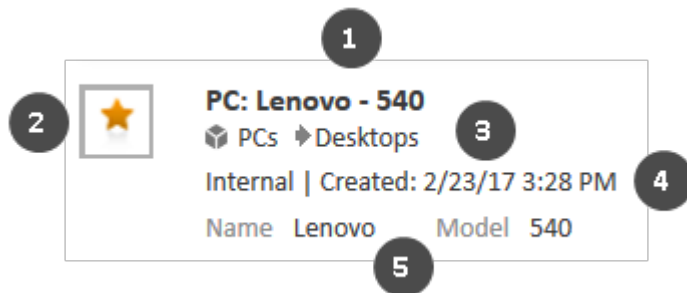 1
2
PC: Lenovo - 540
PCs Desktops
3
Internal | Created: 2/23/17 3:28 PM
4
Name Lenovo Model 540
5